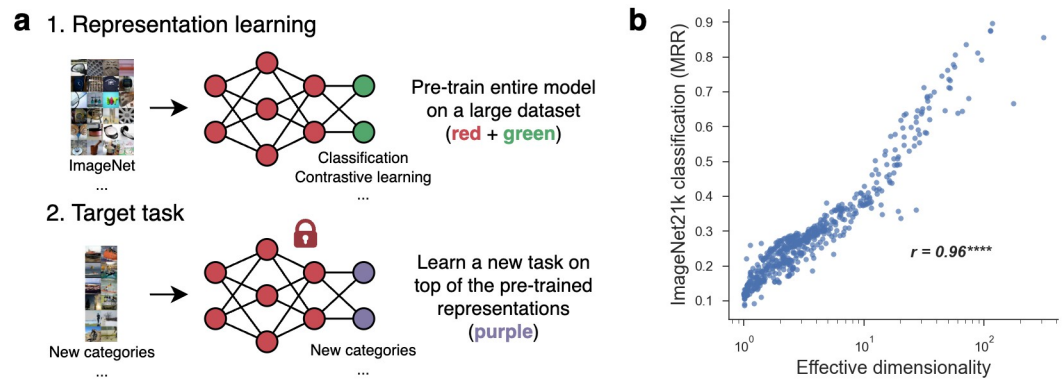 a
1. Representation learning
ImageNet
...
Classification
Contrastive learning
...
Pre-train entire model
on a large dataset
(red + green)
2. Target task
New categories
...
New categories
...
Learn a new task on
top of the pre-trained
representations
(purple)
b
ImageNet21k classification (MRR)
0.9
0.8
0.7
0.6
0.5
0.4
0.3
0.2
0.1
r = 0.96****
10⁰
10¹
10²
Effective dimensionality